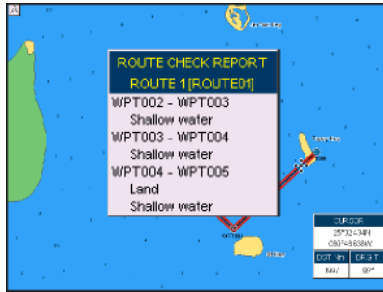 ROUTE CHECK REPORT
ROUTE 1[ROUTE01]
WPT002 - WPT003
Shallow water
WPT003 - WPT004
Shallow water
WPT004 - WPT005
Land
Shallow water
CURSOR
DST Nm